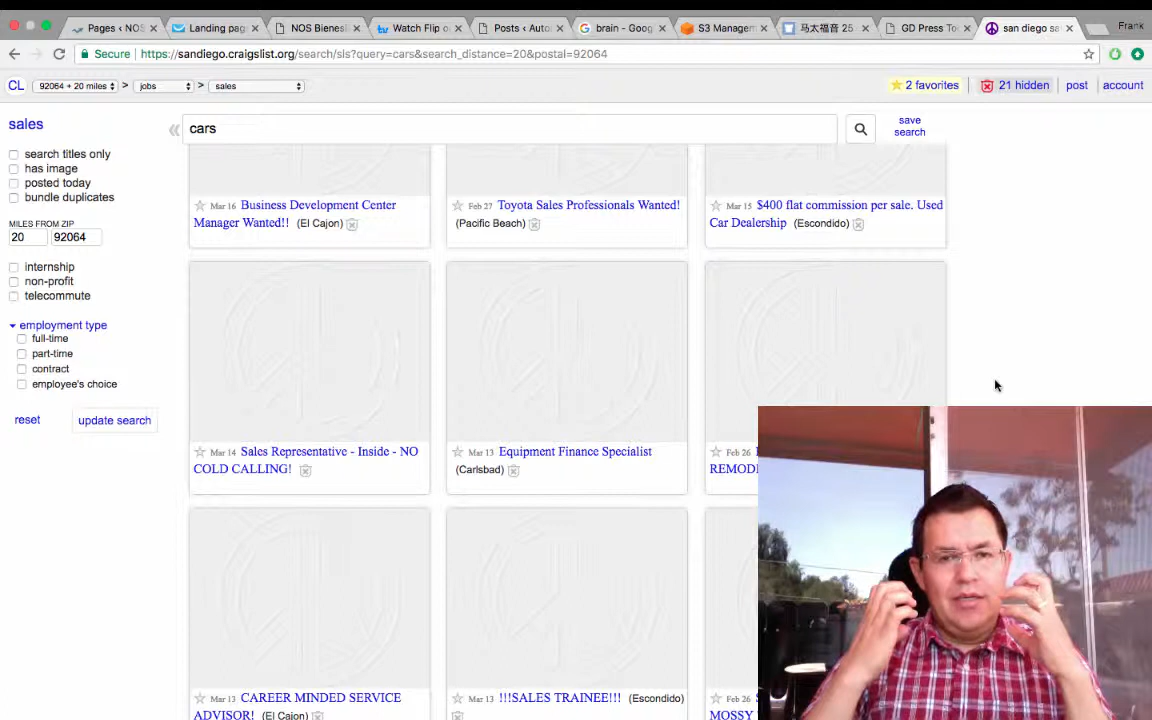 Pages ‹ NOS
Landing pag
NOS Bienesi
Watch Flip o
Posts ‹ Auto
brain - Goog
S3 Managem
马太福音 25
GD Press To
san diego sa
Frank
Secure
https://sandiego.craigslist.org/search/sls?query=cars&search_distance=20&postal=92064
CL
92064 + 20 miles
>
jobs
>
sales
2 favorites
21 hidden
post
account
sales
cars
save
search
search titles only
has image
posted today
bundle duplicates
MILES FROM ZIP
20
92064
internship
non-profit
telecommute
employment type
full-time
part-time
contract
employee's choice
reset
update search
Mar 16 Business Development Center
Manager Wanted!! (El Cajon)
Feb 27 Toyota Sales Professionals Wanted!
(Pacific Beach)
Mar 15 $400 flat commission per sale. Used
Car Dealership (Escondido)
Mar 14 Sales Representative - Inside - NO
COLD CALLING!
Mar 13 Equipment Finance Specialist
(Carlsbad)
Feb 26
REMOD
Mar 13 CAREER MINDED SERVICE
ADVISOR! (El Cajon)
Mar 13 !!!SALES TRAINEE!!! (Escondido)
Feb 26
MOSSY